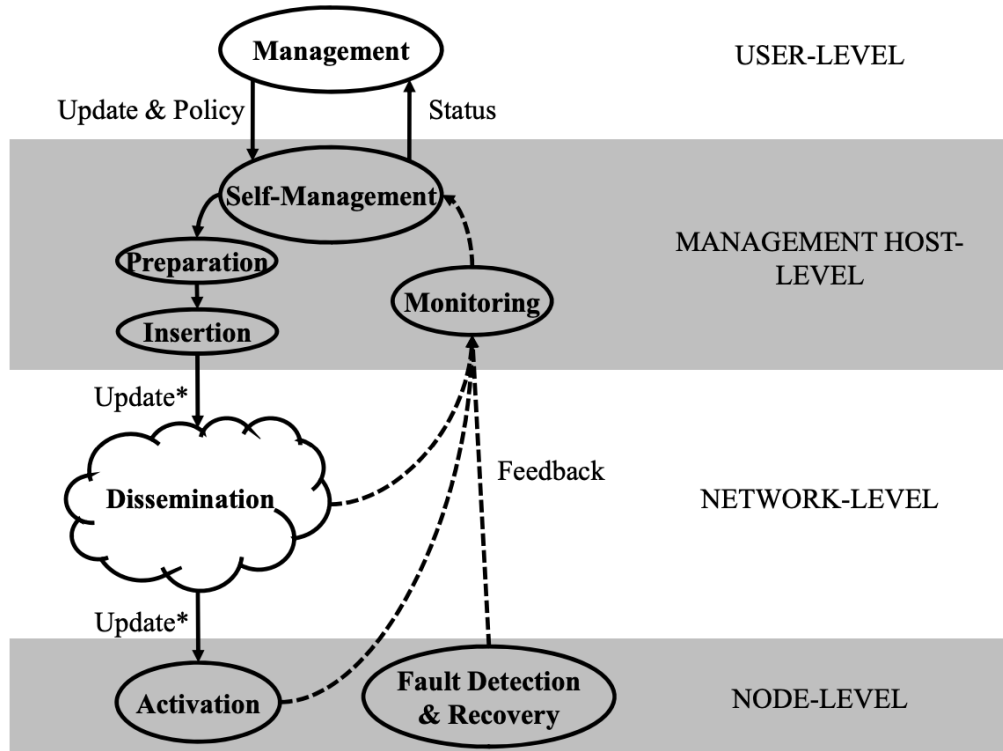 Management
USER-LEVEL
Update & Policy
Status
Self-Management
MANAGEMENT HOST-
LEVEL
Preparation
Monitoring
Insertion
Update*
Dissemination
Feedback
NETWORK-LEVEL
Update*
Activation
Fault Detection
& Recovery
NODE-LEVEL